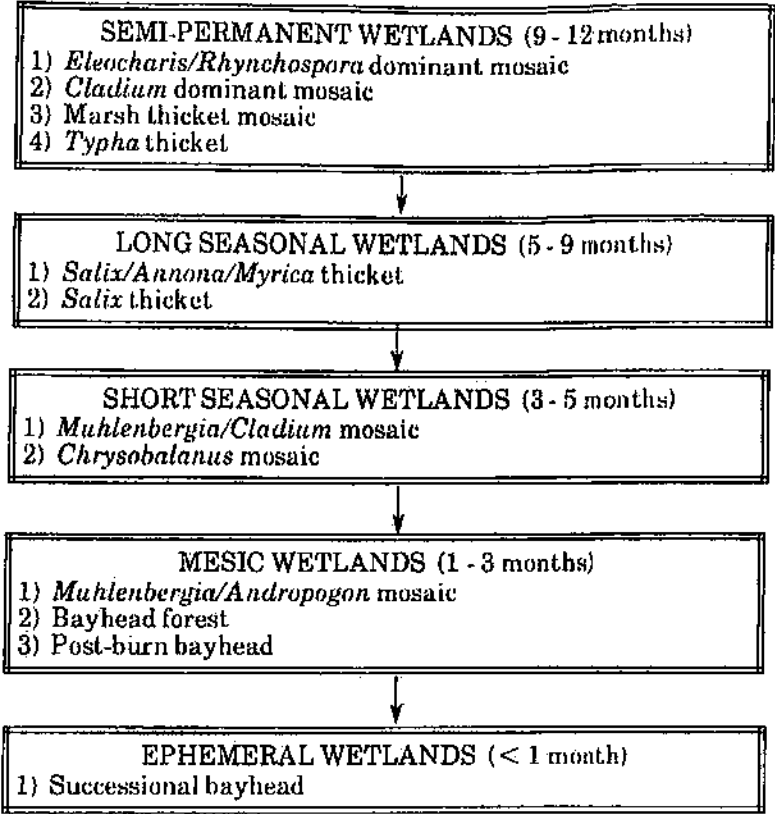 SEMI-PERMANENT WETLANDS (9 - 12 months)
1) Eleocharis/Rhynchospora dominant mosaic
2) Cladium dominant mosaic
3) Marsh thicket mosaic
4) Typha thicket
LONG SEASONAL WETLANDS (5 - 9 months)
1) Salix/Annona/Myrica thicket
2) Salix thicket
SHORT SEASONAL WETLANDS (3 - 5 months)
1) Muhlenbergia/Cladium mosaic
2) Chrysobalanus mosaic
MESIC WETLANDS (1 - 3 months)
1) Muhlenbergia/Andropogon mosaic
2) Bayhead forest
3) Post-burn bayhead
EPHEMERAL WETLANDS (< 1 month)
1) Successional bayhead